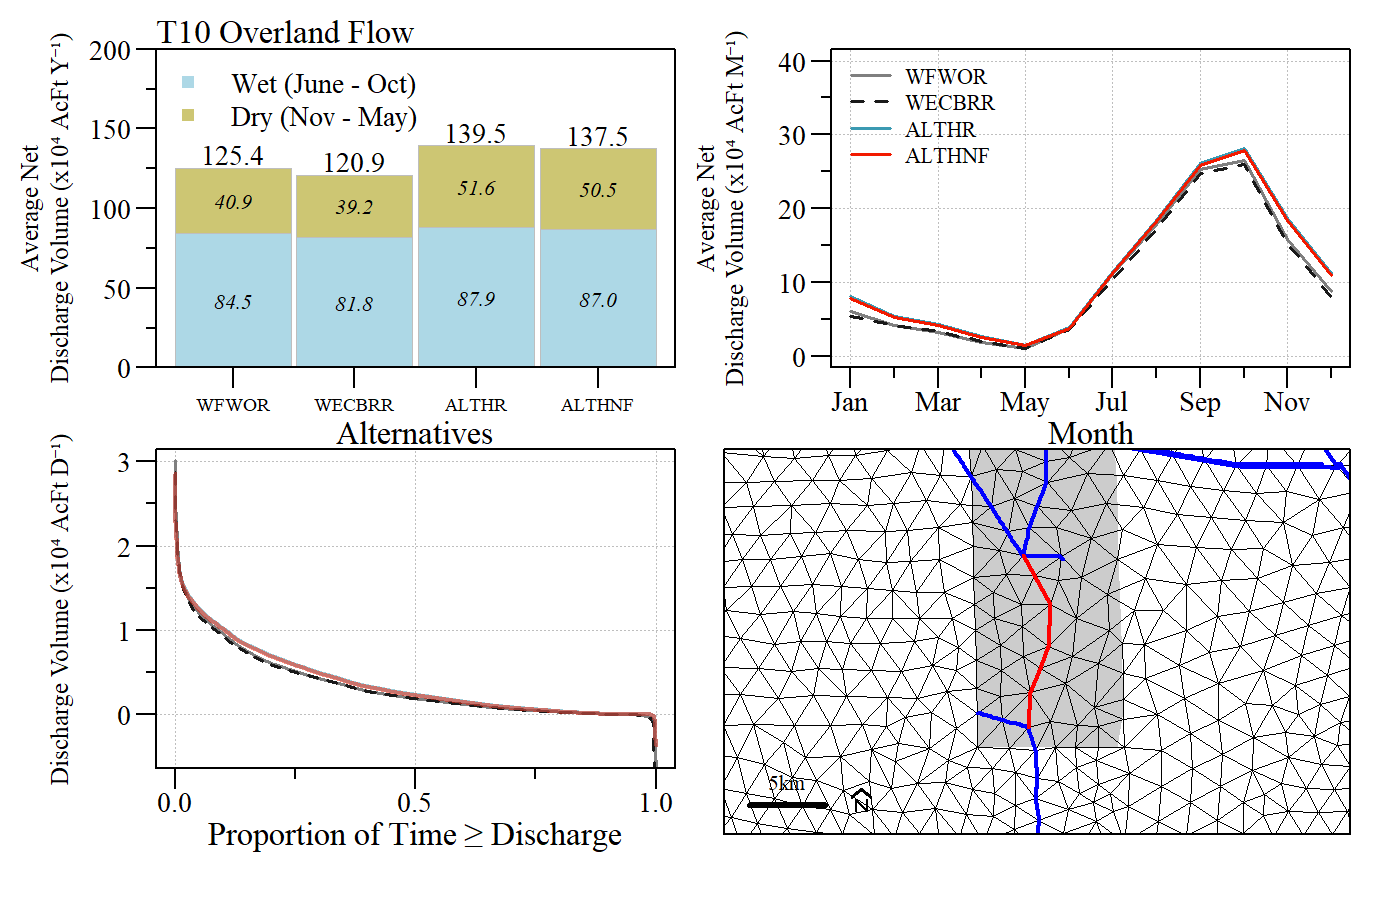 T10 Overland Flow
Average Net
Discharge Volume (x10⁴ AcFt Y⁻¹)
200
150
100
50
0
Wet (June - Oct)
Dry (Nov - May)
125.4
120.9
139.5
137.5
40.9
39.2
51.6
50.5
84.5
81.8
87.9
87.0
WFWOR
WECBRR
ALTHR
ALTHNF
Alternatives
Average Net
Discharge Volume (x10⁴ AcFt M⁻¹)
40
30
20
10
0
WFWOR
WECBRR
ALTHR
ALTHNF
Jan
Mar
May
Jul
Sep
Nov
Month
Discharge Volume (x10⁴ AcFt D⁻¹)
3
2
1
0
0.0
0.5
1.0
Proportion of Time ≥ Discharge
5km
N